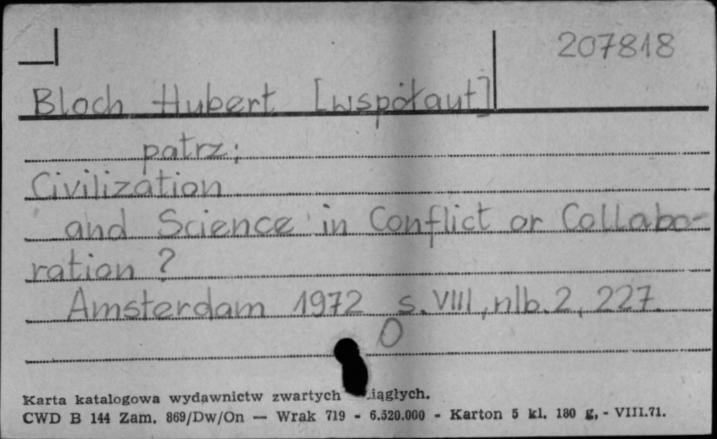 207818
Bloch Hubert [współaut]
patrz;
Civilization
and Science in Conflict or Collabo-
ration?
Amsterdam 1972 s. VIII, nlb. 2, 227.
O
Karta katalogowa wydawnictw zwartych ciągłych.
CWD B 144 Zam. 869/Dw/On — Wrak 719 - 6.520.000 - Karton 5 kl. 180 g. - VIII.71.